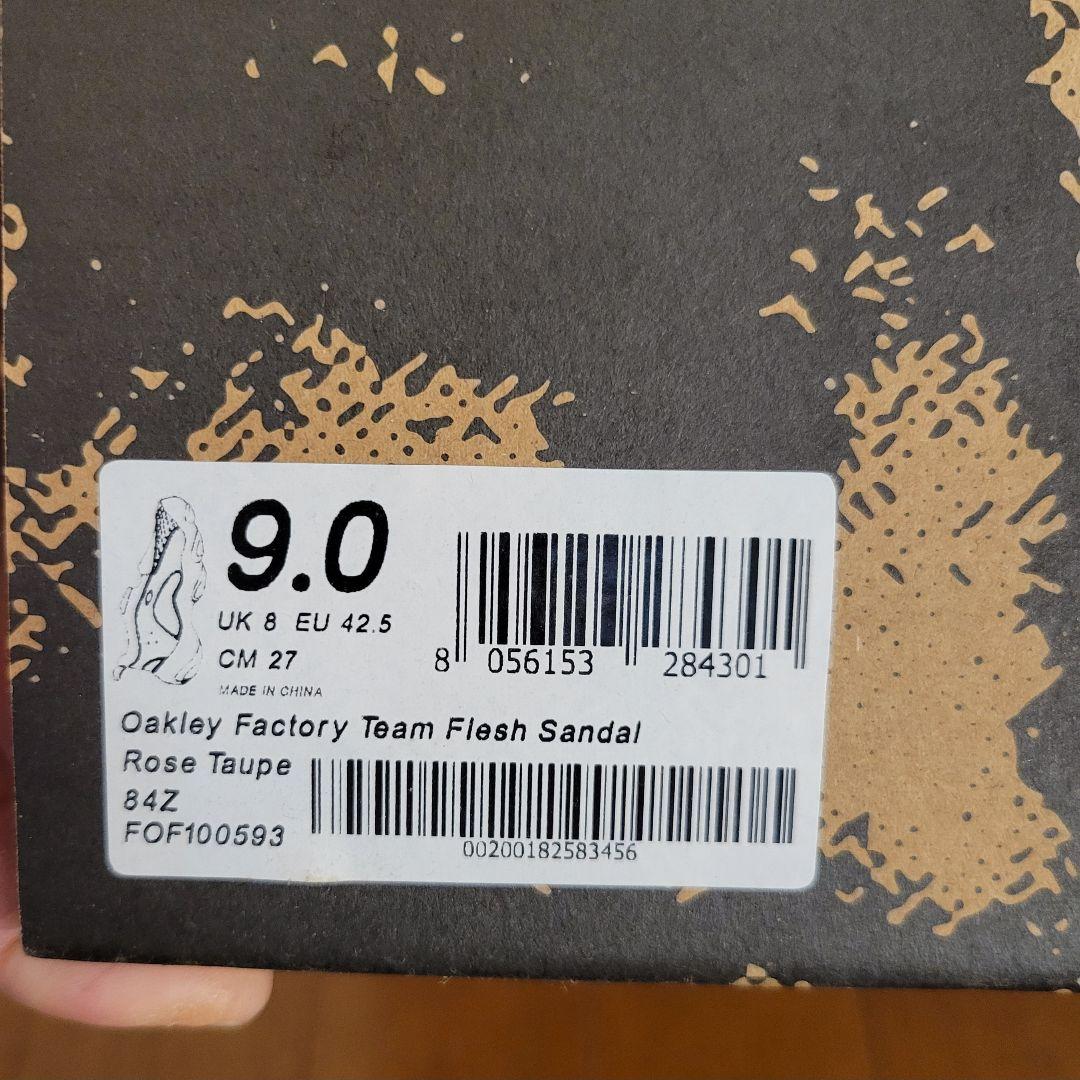 9.0
UK 8 EU 42.5
CM 27
MADE IN CHINA
8 056153 284301
Oakley Factory Team Flesh Sandal
Rose Taupe
84Z
FOF100593
00200182583456